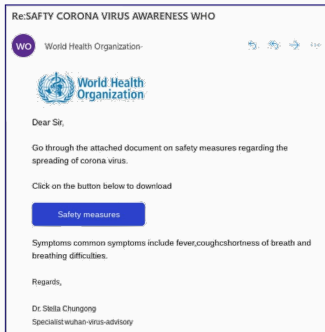 Re:SAFTY CORONA VIRUS AWARENESS WHO
WO
World Health Organization-
World Health
Organization
Dear Sir,
Go through the attached document on safety measures regarding the
spreading of corona virus.
Click on the button below to download
Safety measures
Symptoms common symptoms include fever,coughcshortness of breath and
breathing difficulties.
Regards,
Dr. Stella Chungong
Specialist wuhan-virus-advisory